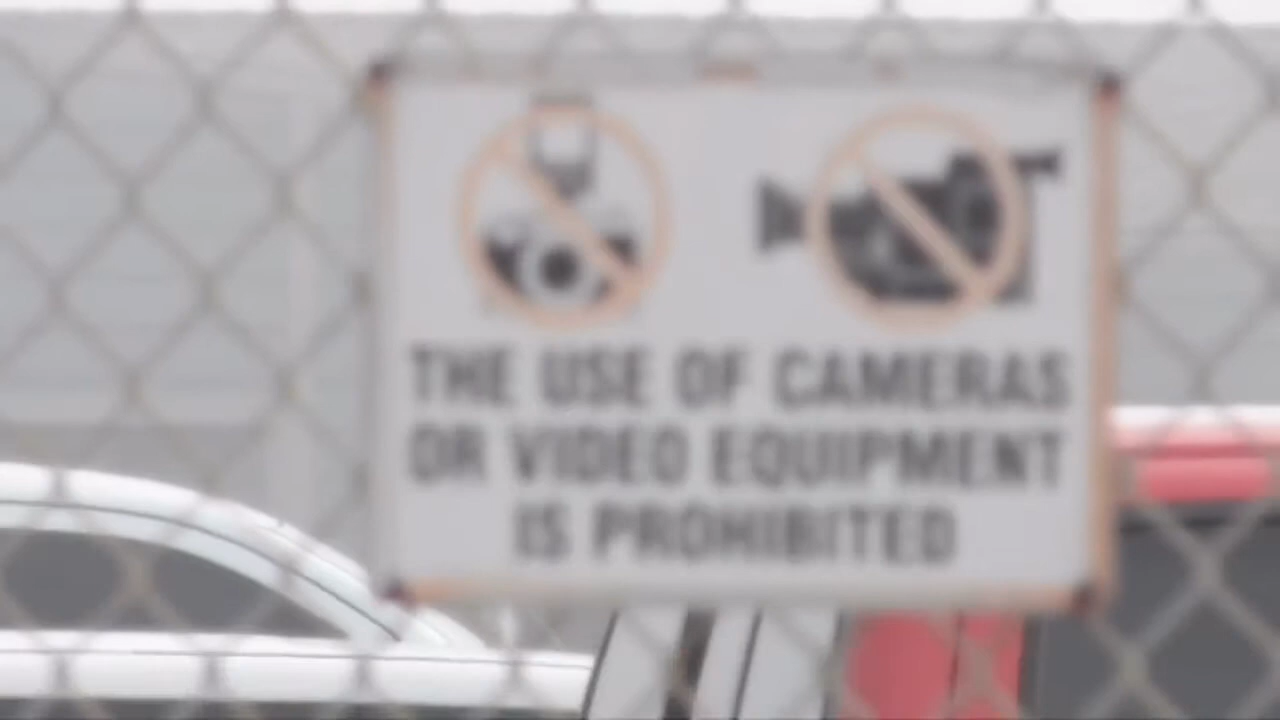 THE USE OF CAMERAS
OR VIDEO EQUIPMENT
IS PROHIBITED